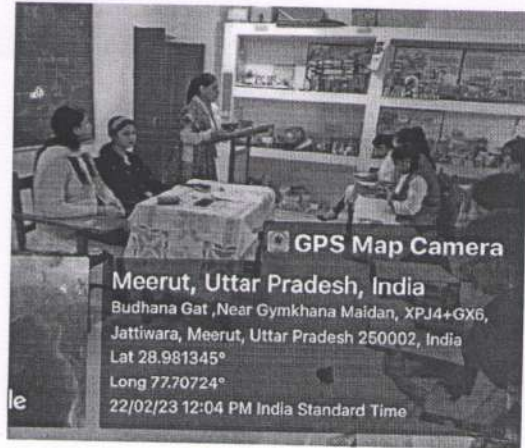 GPS Map Camera
Meerut, Uttar Pradesh, India
Budhana Gat ,Near Gymkhana Maidan, XPJ4+GX6,
Jattiwara, Meerut, Uttar Pradesh 250002, India
Lat 28.981345°
Long 77.70724°
22/02/23 12:04 PM India Standard Time
le